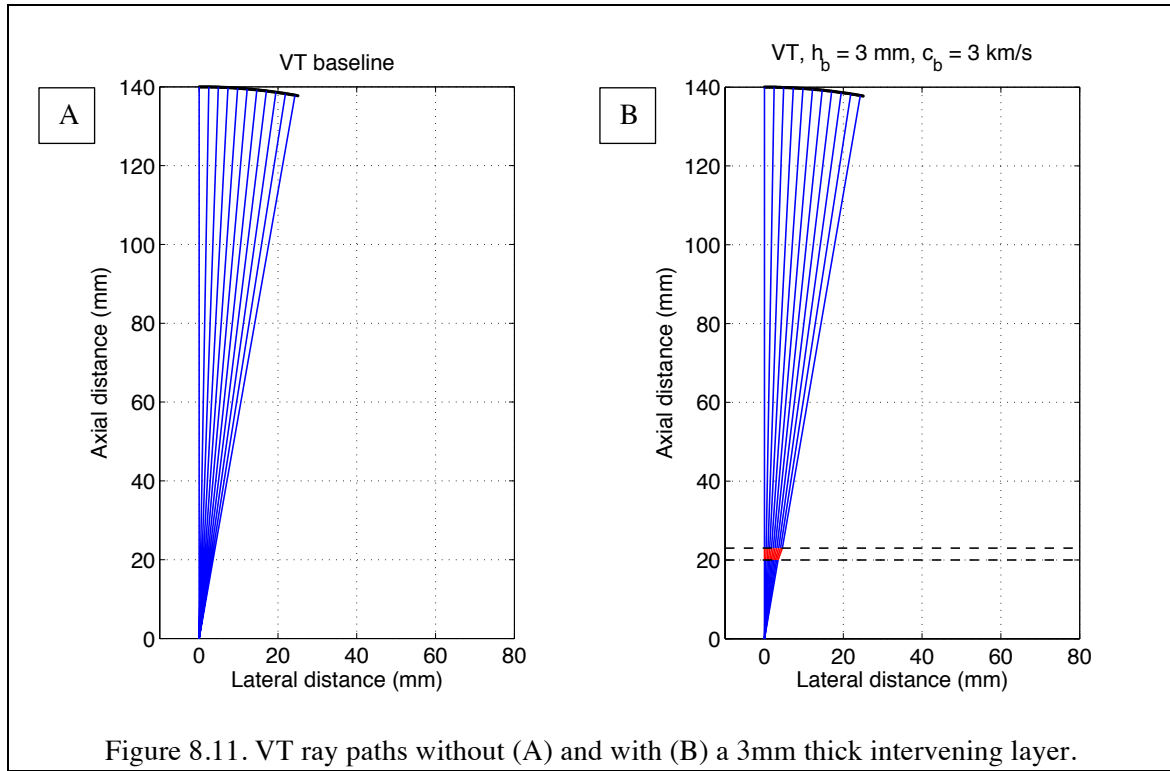 VT baseline
A
140
120
100
80
60
40
20
0
Axial distance (mm)
0 20 40 60 80
Lateral distance (mm)
VT, h_b = 3 mm, c_b = 3 km/s
B
140
120
100
80
60
40
20
0
Axial distance (mm)
0 20 40 60 80
Lateral distance (mm)
Figure 8.11. VT ray paths without (A) and with (B) a 3mm thick intervening layer.